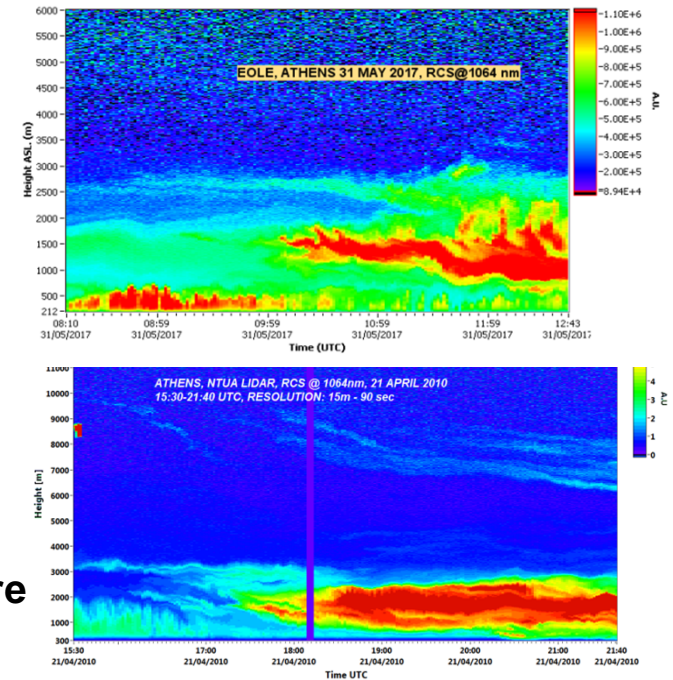 6000
5500
5000
4500
4000
3500
3000
2500
2000
1500
1000
500
212
Height ASL. (m)
EOLE, ATHENS 31 MAY 2017, RCS@1064 nm
-1.10E+6
-1.00E+6
-9.00E+5
-8.00E+5
-7.00E+5
-6.00E+5
-5.00E+5
-4.00E+5
-3.00E+5
-2.00E+5
8.94E+4
A.U.
08:10 08:59 09:59 10:59 11:59 12:43
31/05/2017 31/05/2017 31/05/2017 31/05/2017 31/05/2017 31/05/2017
Time (UTC)
11000
10000
9000
8000
7000
6000
5000
4000
3000
2000
1000
300
Height [m]
ATHENS, NTUA LIDAR, RCS @ 1064nm, 21 APRIL 2010
15:30-21:40 UTC, RESOLUTION: 15m - 90 sec
4
3
2
1
0
A.U
re
15:30 17:00 18:00 19:00 20:00 21:00 21:40
21/04/2010 21/04/2010 21/04/2010 21/04/2010 21/04/2010 21/04/2010 21/04/2010
Time UTC